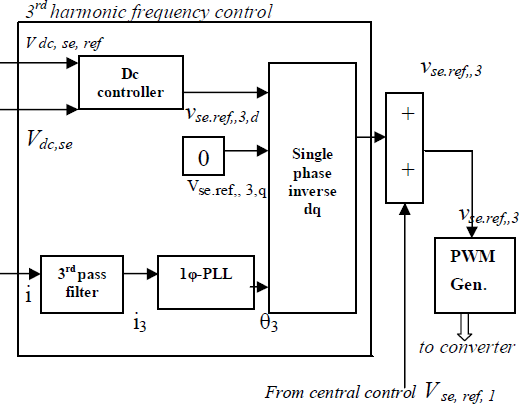 3rd harmonic frequency control
V dc, se, ref
Dc
controller
vse.ref,,3
vse.ref,,3,d
Vdc,se
0
Vse.ref,, 3,q
Single
phase
inverse
dq
+
+
vse.ref,,3
3rd pass
filter
1φ-PLL
PWM
Gen.
i
i3
θ3
to converter
From central control V se, ref, 1